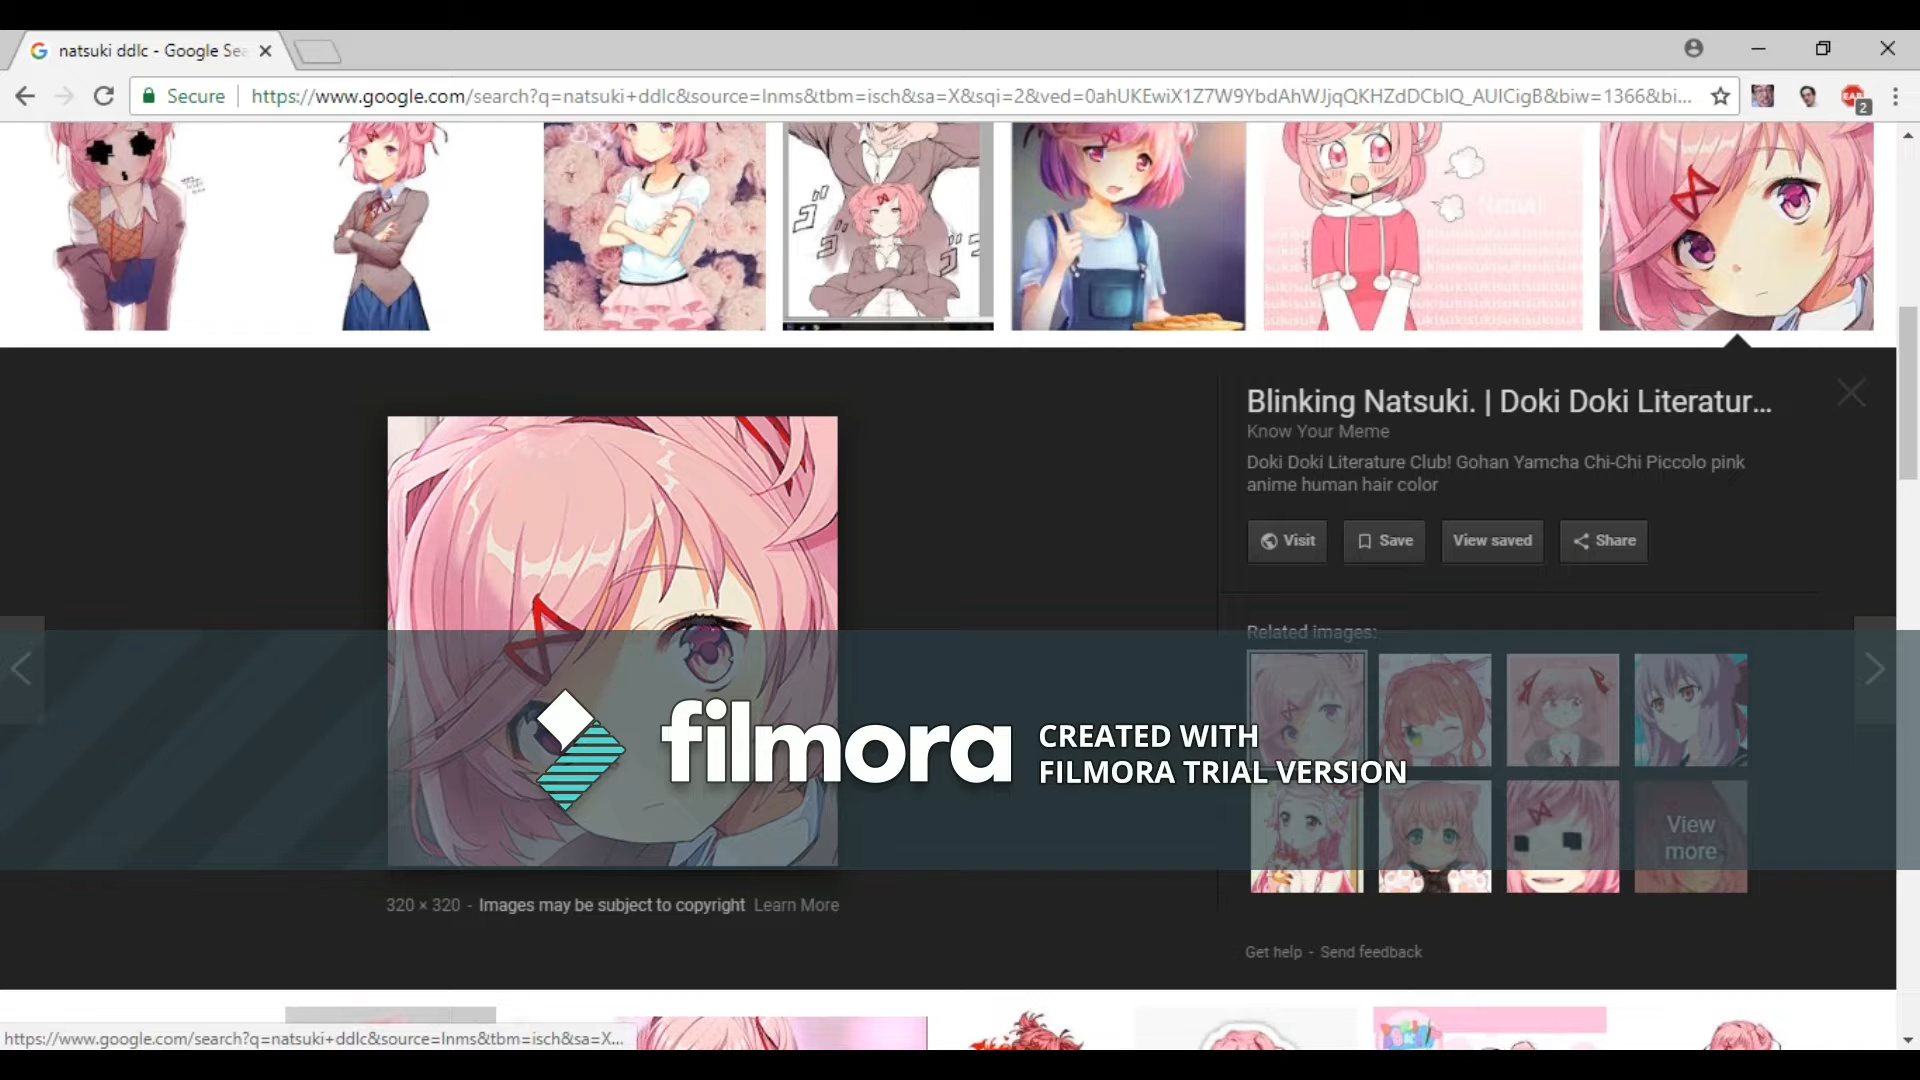 natsuki ddlc - Google Sea
Secure
https://www.google.com/search?q=natsuki+ddlc&source=lnms&tbm=isch&sa=X&sqi=2&ved=0ahUKEwiX1Z7W9YbdAhWJjqQKHZdDCbIQ_AUICigB&biw=1366&bi...
2
Blinking Natsuki. | Doki Doki Literatur...
Know Your Meme
Doki Doki Literature Club! Gohan Yamcha Chi-Chi Piccolo pink
anime human hair color
Visit
Save
View saved
Share
Related images:
filmora
CREATED WITH
FILMORA TRIAL VERSION
View
more
320 × 320 - Images may be subject to copyright Learn More
Get help - Send feedback
https://www.google.com/search?q=natsuki+ddlc&source=lnms&tbm=isch&sa=X...